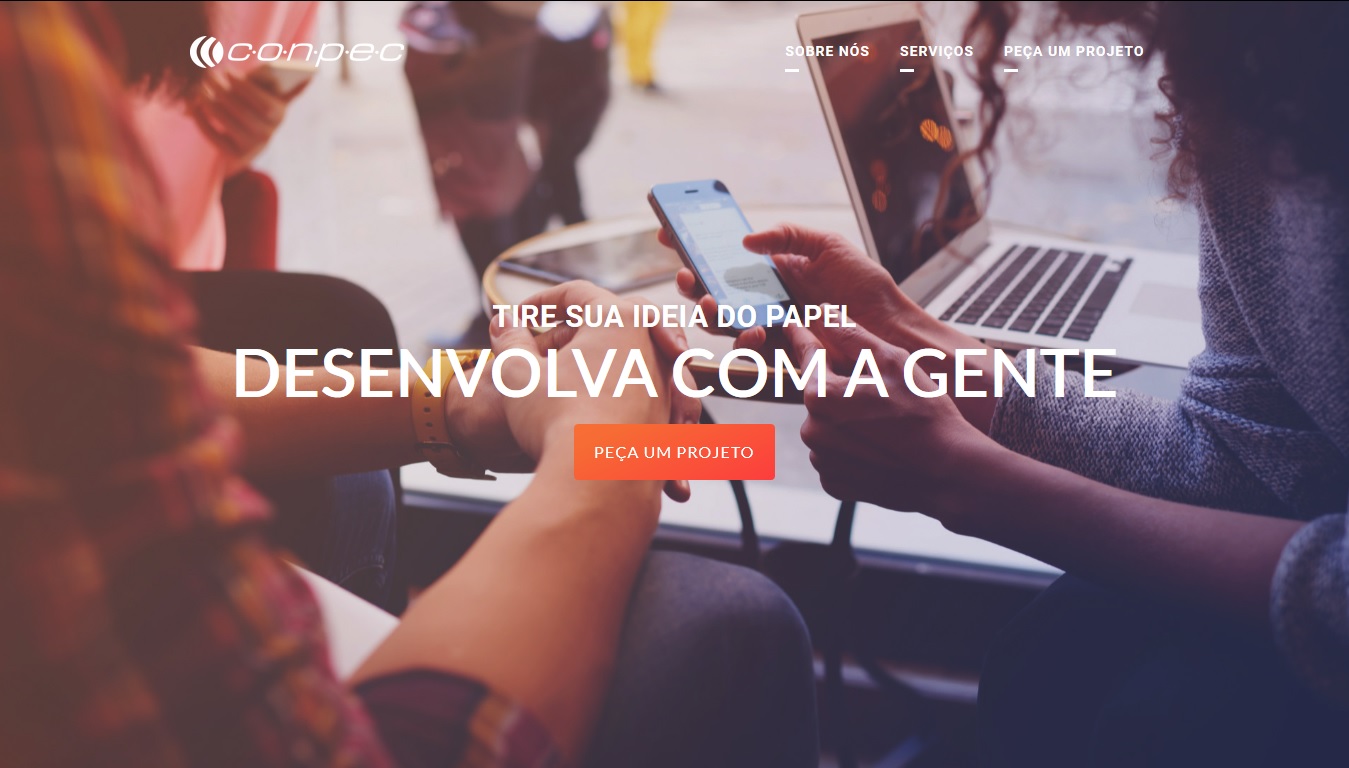 c·o·n·p·e·c
SOBRE NÓS
SERVIÇOS
PEÇA UM PROJETO
TIRE SUA IDEIA DO PAPEL
DESENVOLVA COM A GENTE
PEÇA UM PROJETO